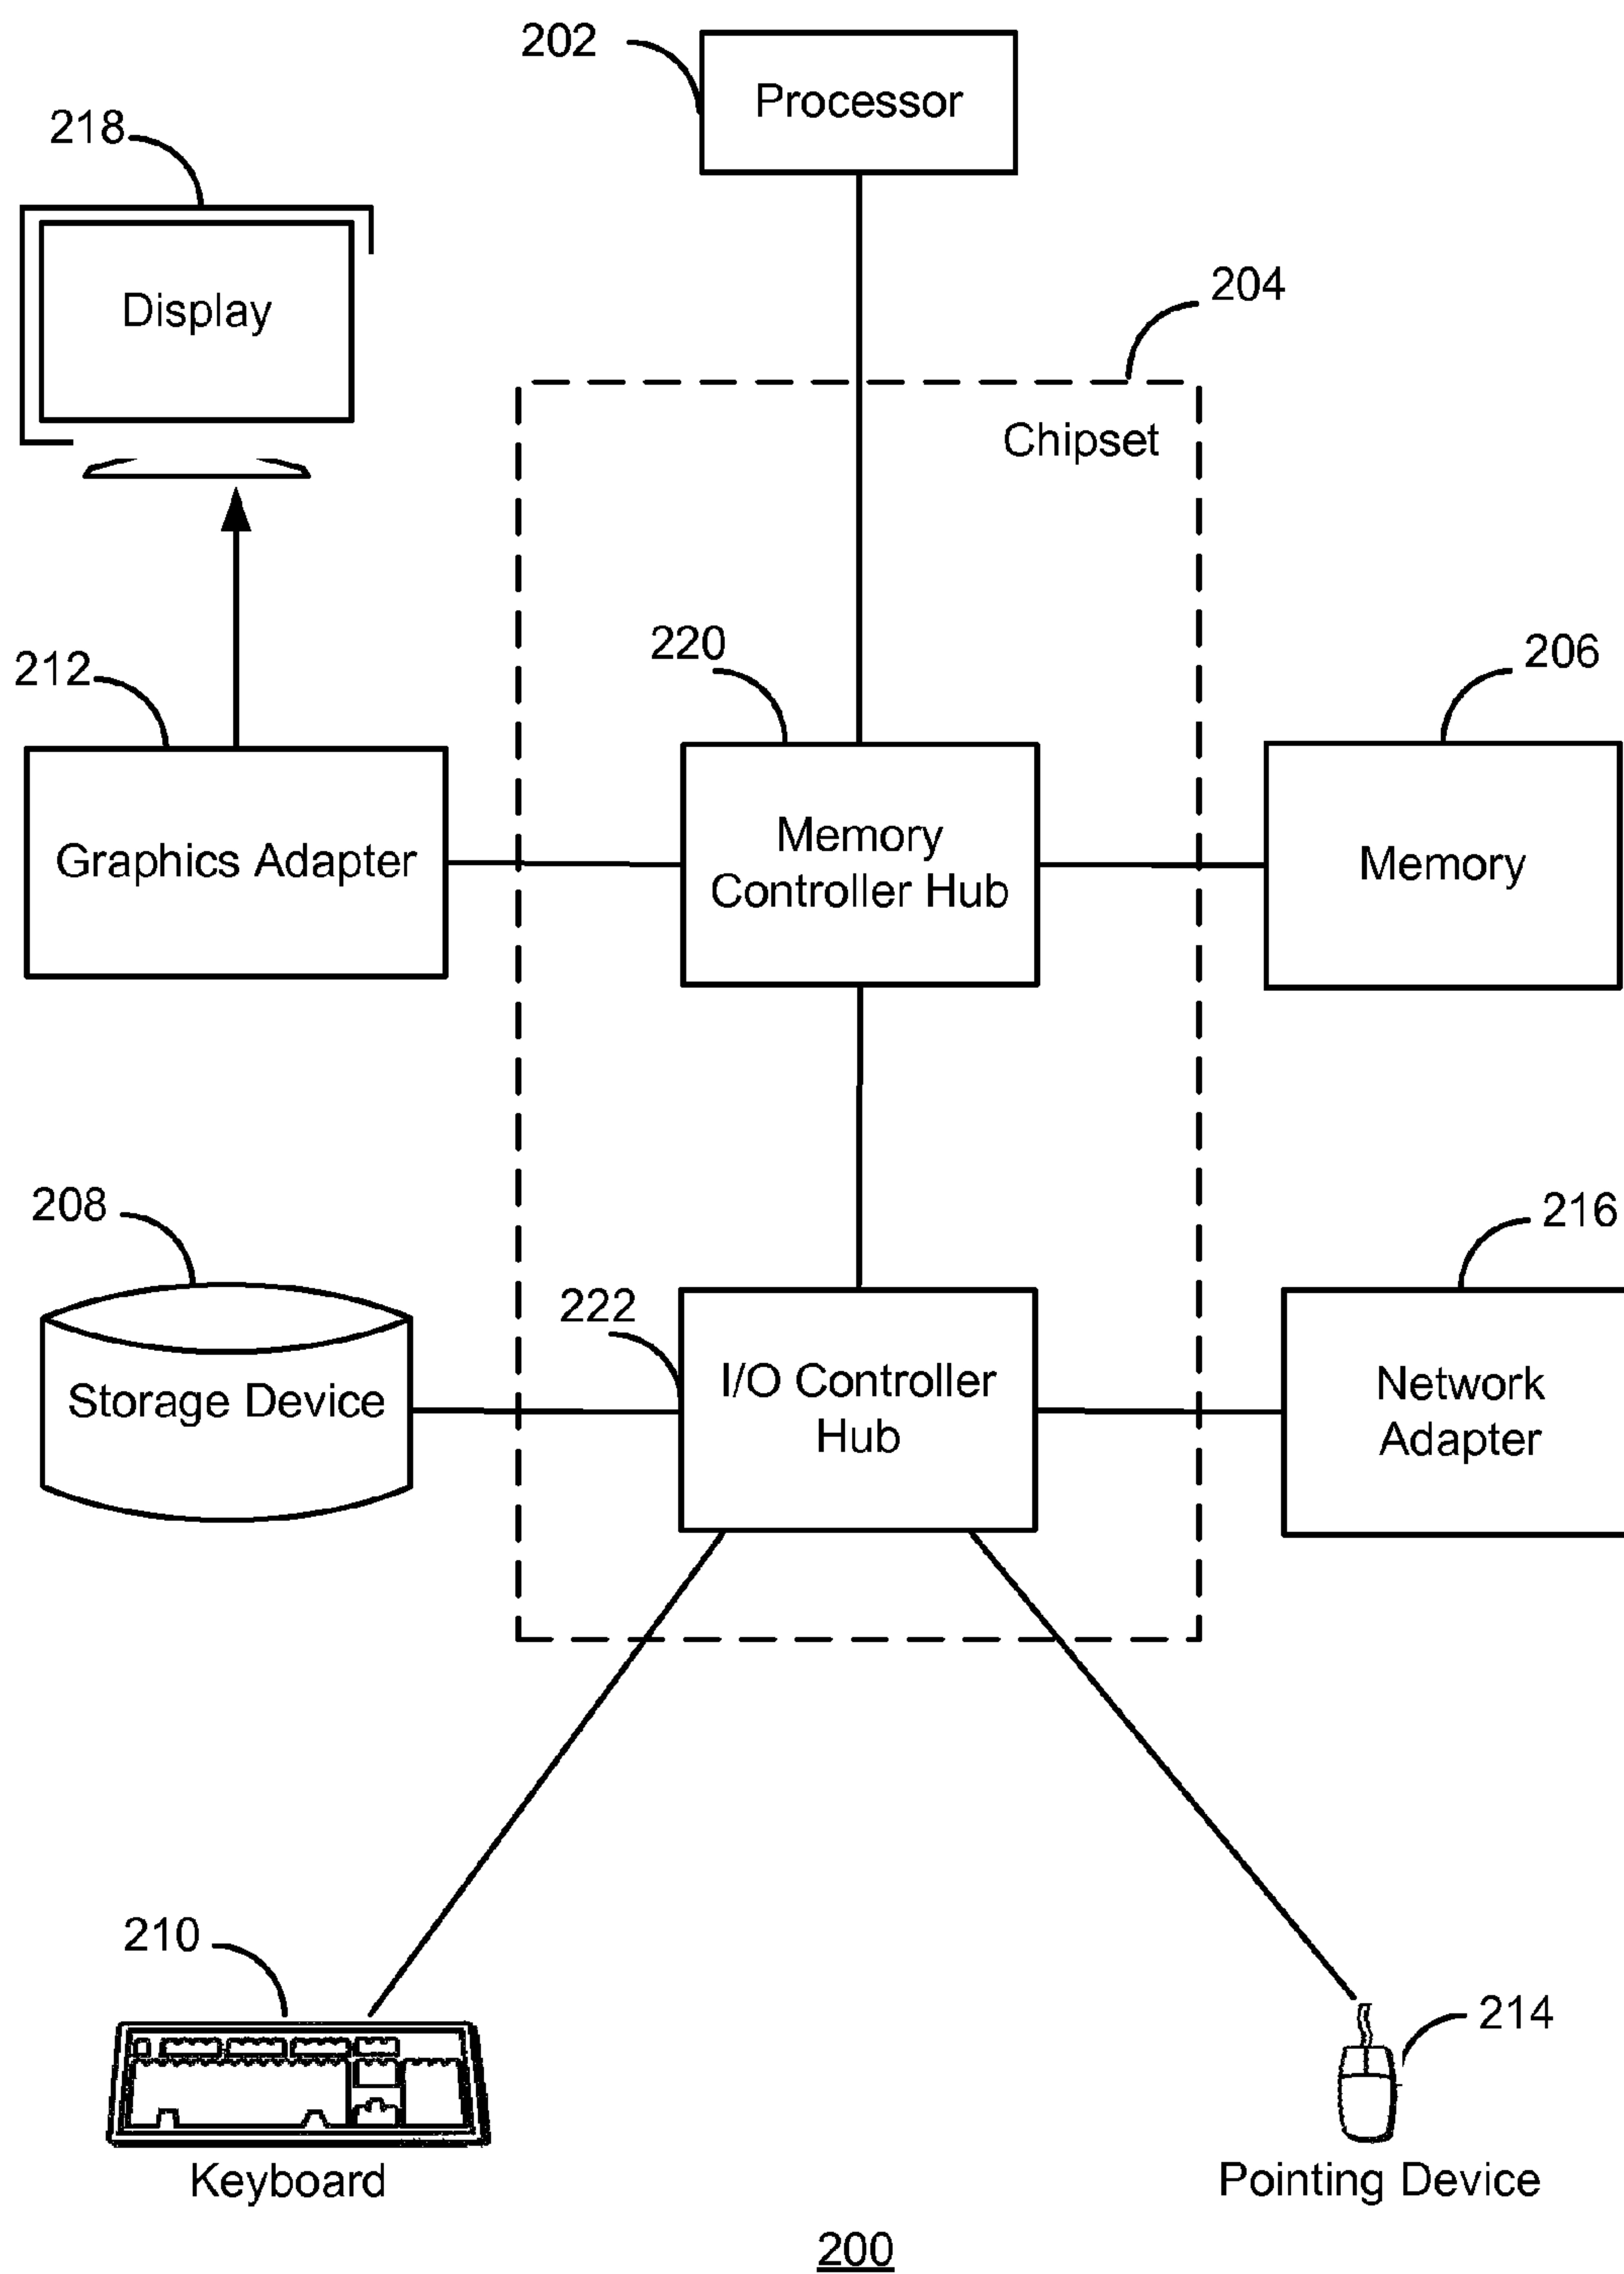 202
Processor
218
Display
204
Chipset
220
212
206
Memory
Controller Hub
Graphics Adapter
Memory
208
216
222
I/O Controller
Hub
Storage Device
Network
Adapter
210
214
Keyboard
Pointing Device
200